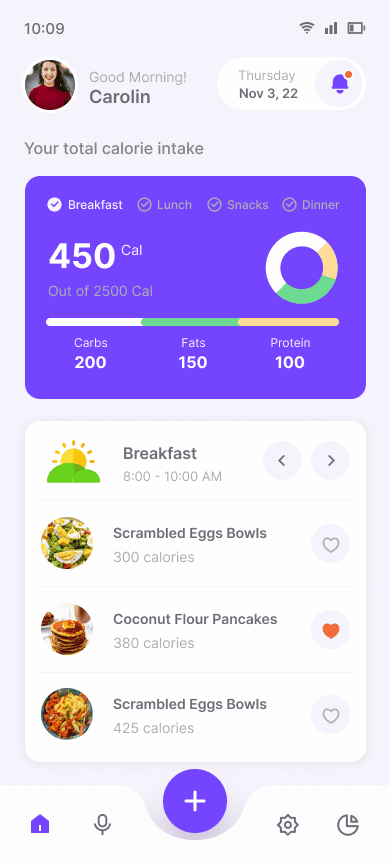 10:09
Good Morning!
Carolin
Thursday
Nov 3, 22
Your total calorie intake
Breakfast Lunch Snacks Dinner
450 Cal
Out of 2500 Cal
Carbs Fats Protein
200 150 100
Breakfast
8:00 - 10:00 AM
Scrambled Eggs Bowls
300 calories
Coconut Flour Pancakes
380 calories
Scrambled Eggs Bowls
425 calories